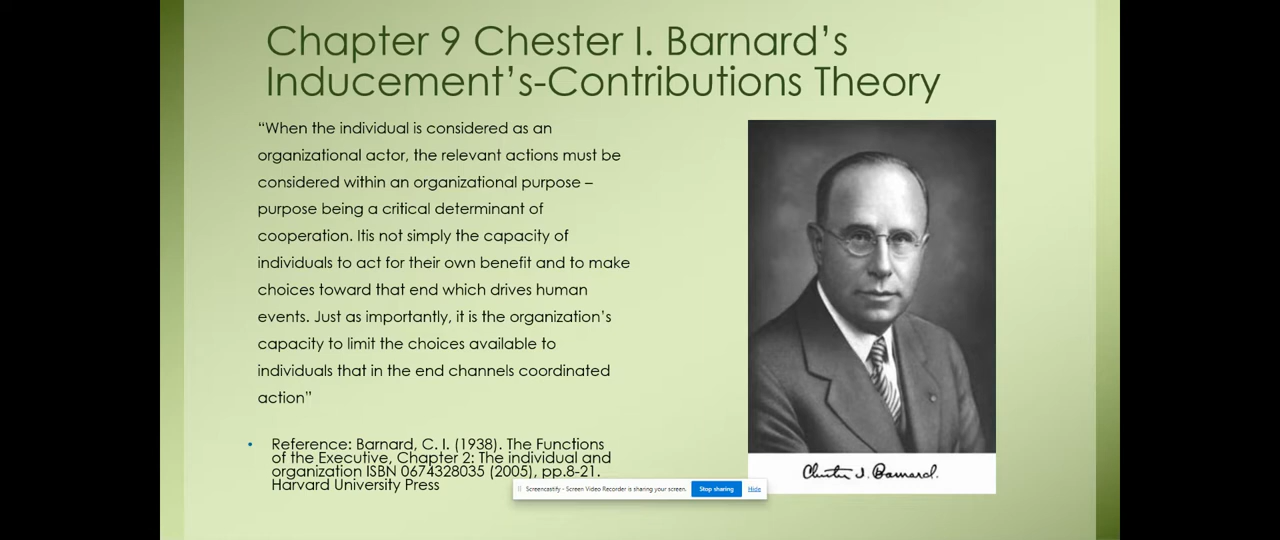 Chapter 9 Chester I. Barnard’s
Inducement’s-Contributions Theory
“When the individual is considered as an
organizational actor, the relevant actions must be
considered within an organizational purpose –
purpose being a critical determinant of
cooperation. Itis not simply the capacity of
individuals to act for their own benefit and to make
choices toward that end which drives human
events. Just as importantly, it is the organization’s
capacity to limit the choices available to
individuals that in the end channels coordinated
action”
• Reference: Barnard, C. I. (1938). The Functions
of the Executive, Chapter 2: The individual and
organization ISBN 0674328035 (2005), pp.8-21.
Harvard University Press
Chester I. Barnard.
Screencastify - Screen Video Recorder is sharing your screen. Stop sharing Hide